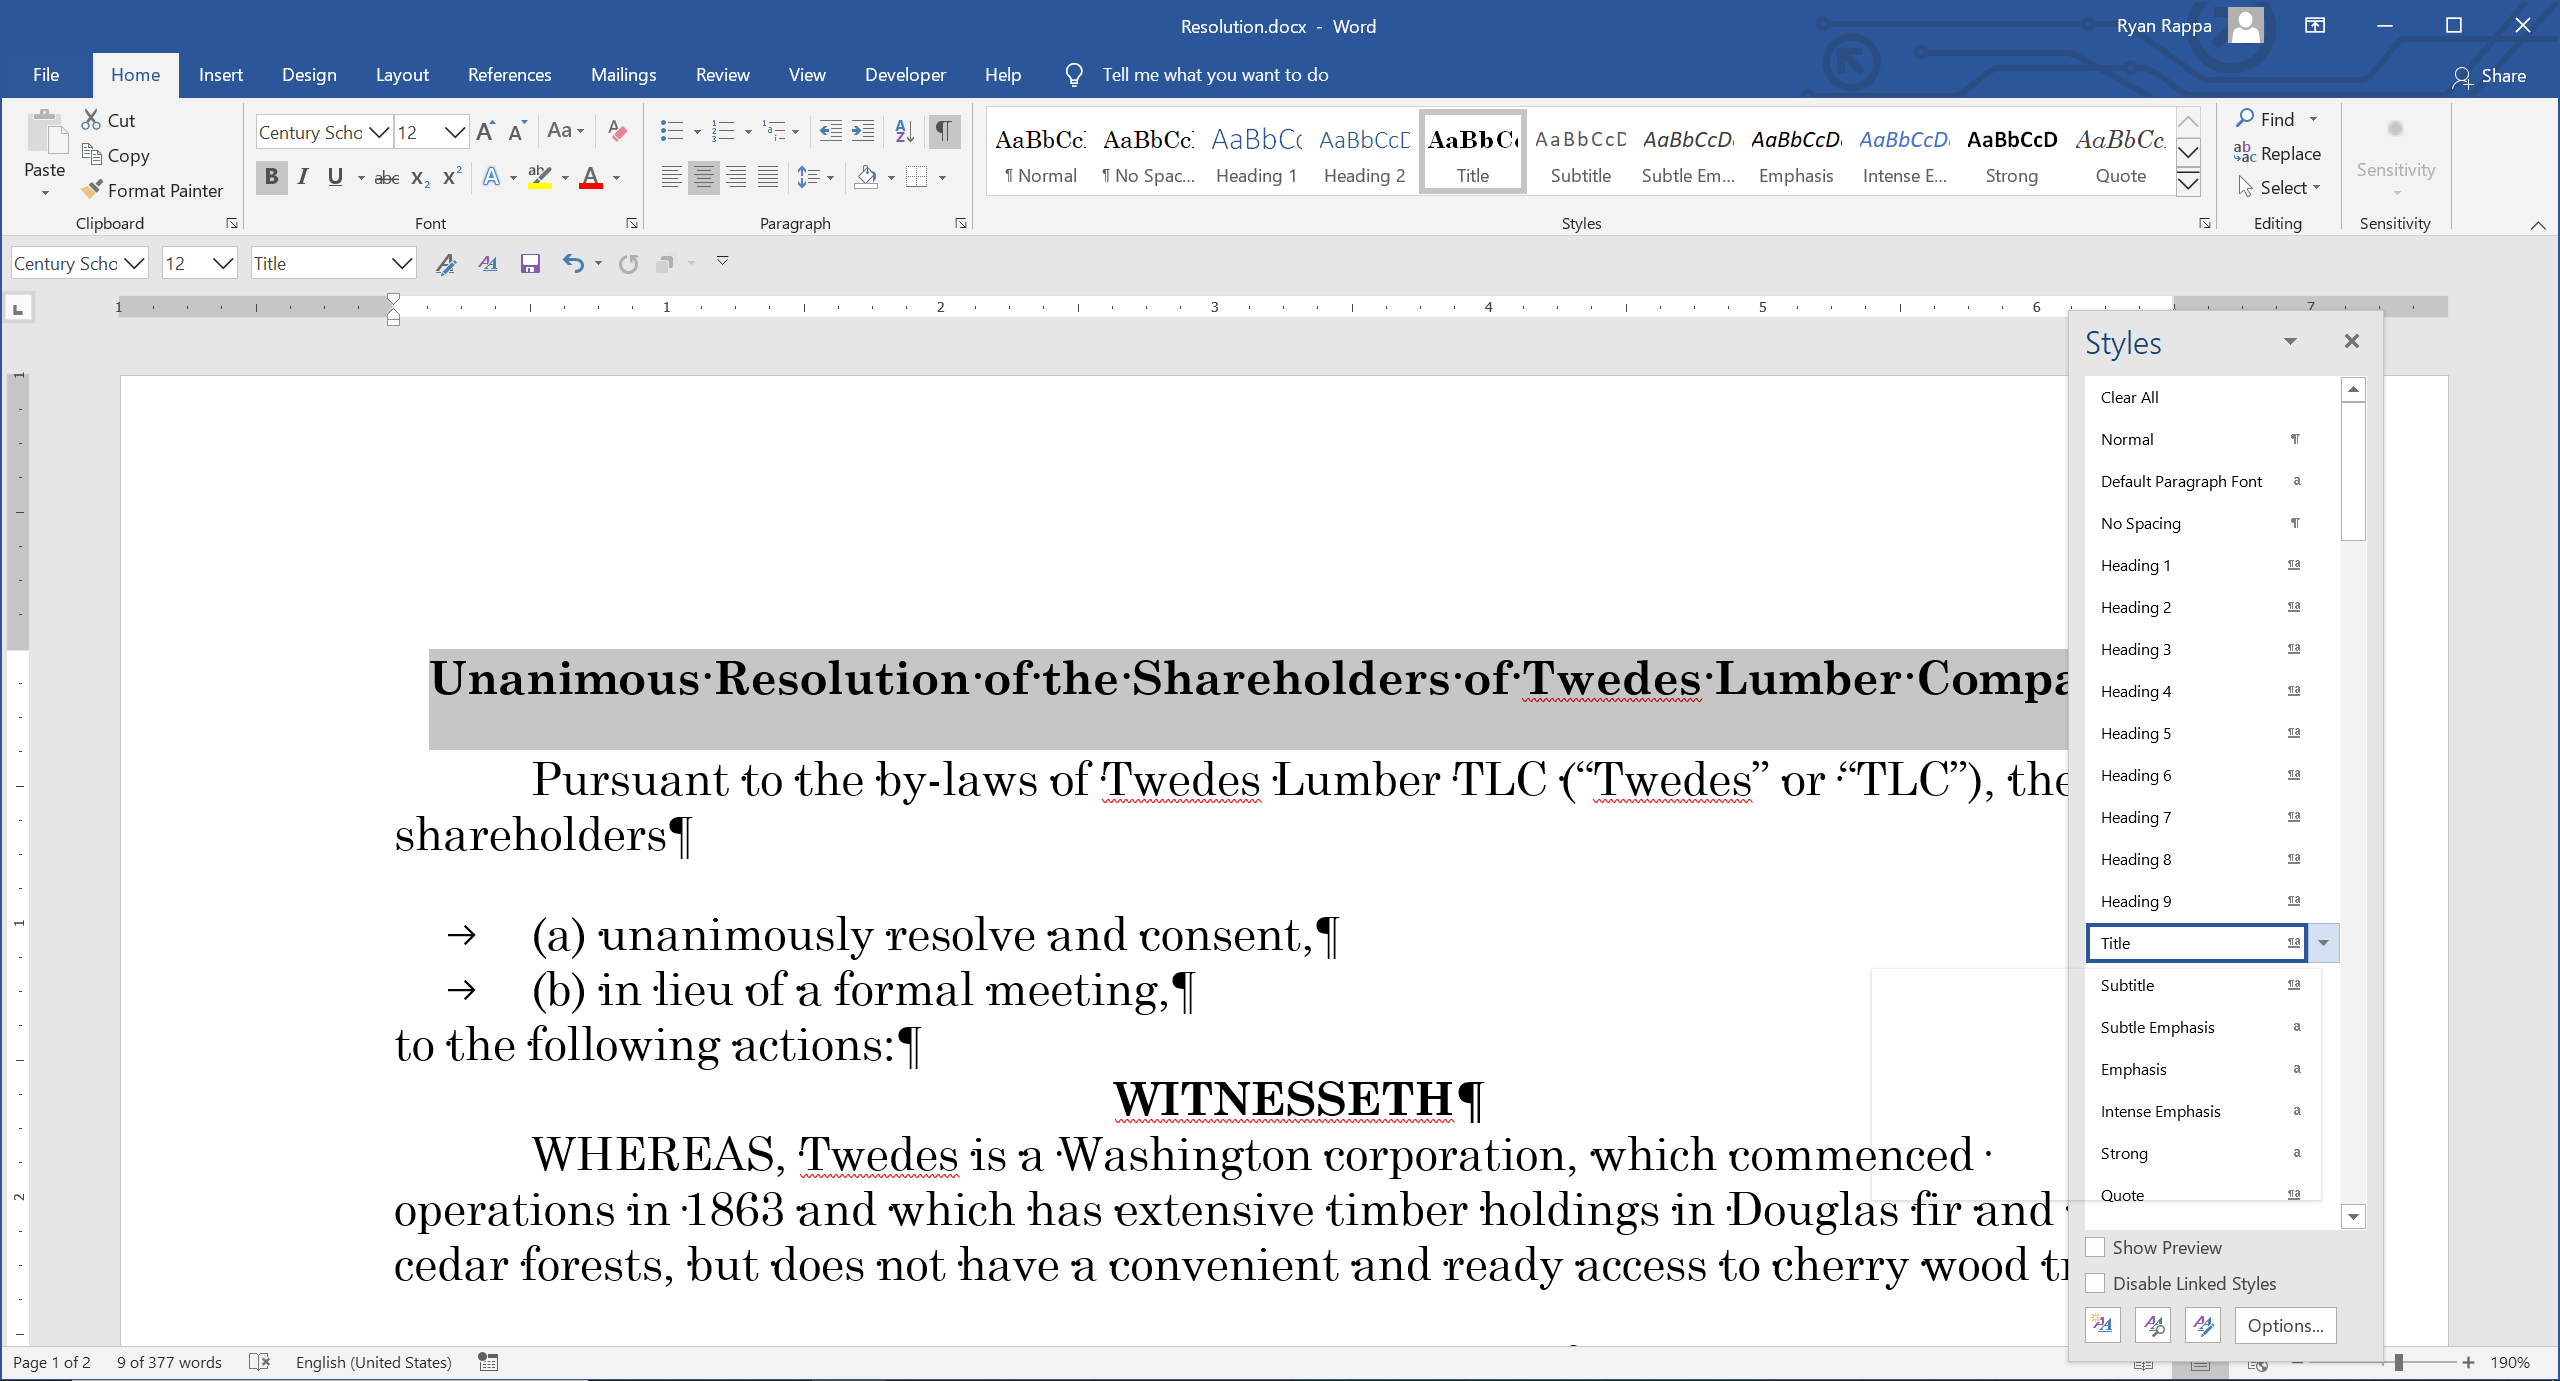 Resolution.docx - Word
Ryan Rappa
File Home Insert Design Layout References Mailings Review View Developer Help Tell me what you want to do Share
Paste
Cut
Copy
Format Painter
Clipboard
Century Scho 12
Font
Paragraph
AaBbCc AaBbCc AaBbCc AaBbCcD AaBbC AaBbCcD AaBbCcD AaBbCcD AaBbCcD AaBbCcD AaBbCc
¶ Normal ¶ No Spac... Heading 1 Heading 2 Title Subtitle Subtle Em... Emphasis Intense E... Strong Quote
Styles
Find
Replace
Select
Editing
Sensitivity
Sensitivity
Century Scho 12 Title
1 1 2 3 4 5 6 7
Unanimous·Resolution·of·the·Shareholders·of·Twedes·Lumber·Compa
Pursuant·to·the·by-laws·of·Twedes·Lumber·TLC·(“Twedes”·or·“TLC”),·the
shareholders¶
→ (a)·unanimously·resolve·and·consent,¶
→ (b)·in·lieu·of·a·formal·meeting,¶
to·the·following·actions:¶
WITNESSETH¶
WHEREAS,·Twedes·is·a·Washington·corporation,·which·commenced·
operations·in·1863·and·which·has·extensive·timber·holdings·in·Douglas·fir·and·
cedar·forests,·but·does·not·have·a·convenient·and·ready·access·to·cherry·wood·tr
Styles
Clear All
Normal ¶
Default Paragraph Font a
No Spacing ¶
Heading 1 ¶a
Heading 2 ¶a
Heading 3 ¶a
Heading 4 ¶a
Heading 5 ¶a
Heading 6 ¶a
Heading 7 ¶a
Heading 8 ¶a
Heading 9 ¶a
Title ¶a
Subtitle ¶a
Subtle Emphasis a
Emphasis a
Intense Emphasis a
Strong a
Quote ¶a
Show Preview
Disable Linked Styles
Options...
Page 1 of 2 9 of 377 words English (United States) 190%